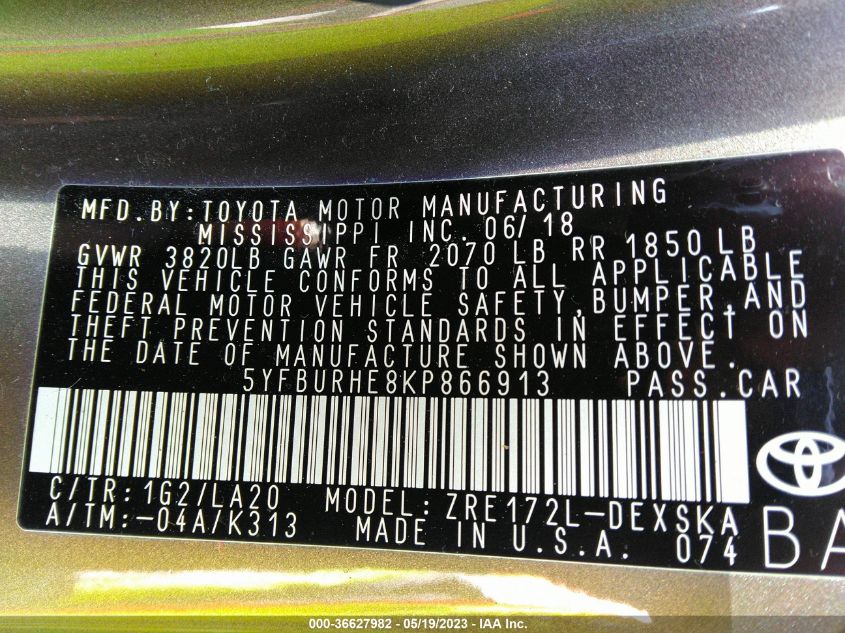 MFD.BY:TOYOTA MOTOR MANUFACTURING
MISSISSIPPI INC. 06/18
GVWR 3820LB GAWR FR 2070 LB RR 1850LB
THIS VEHICLE CONFORMS TO ALL APPLICABLE
FEDERAL MOTOR VEHICLE SAFETY,BUMPER,AND
THEFT PREVENTION STANDARDS IN EFFECT ON
THE DATE OF MANUFACTURE SHOWN ABOVE.
5YFBURHE8KP866913 PASS.CAR
C/TR:1G2/LA20 MODEL:ZRE172L-DEXSKA
A/TM:-04A/K313 MADE IN U.S.A. 074 BA
000-36627982 - 05/19/2023 - IAA Inc.